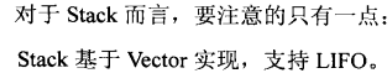 对于 Stack 而言，要注意的只有一点：
Stack 基于 Vector 实现，支持 LIFO。